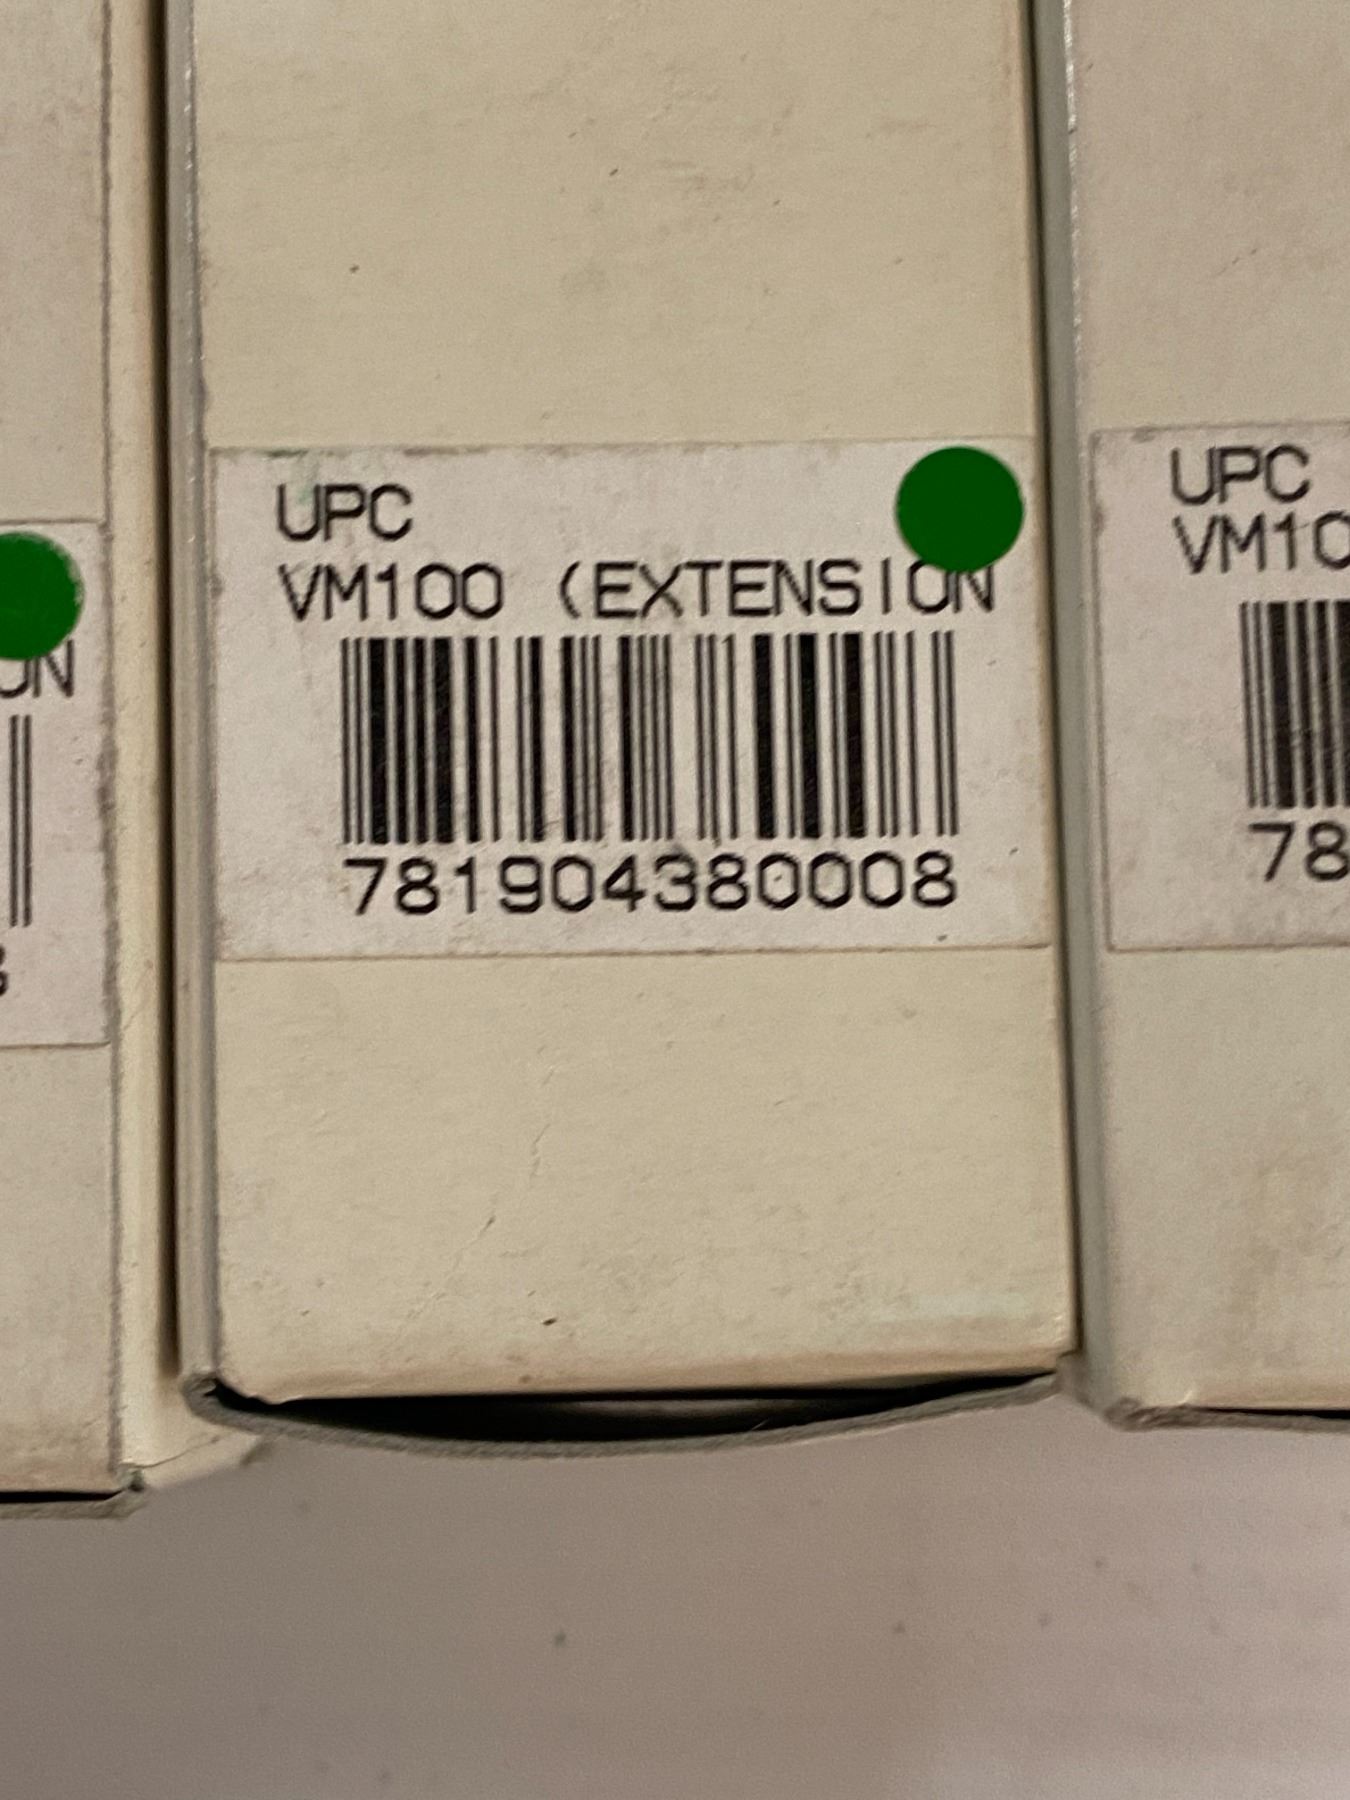 UPC
VM100 (EXTENSION
781904380008
UPC
VM10
78